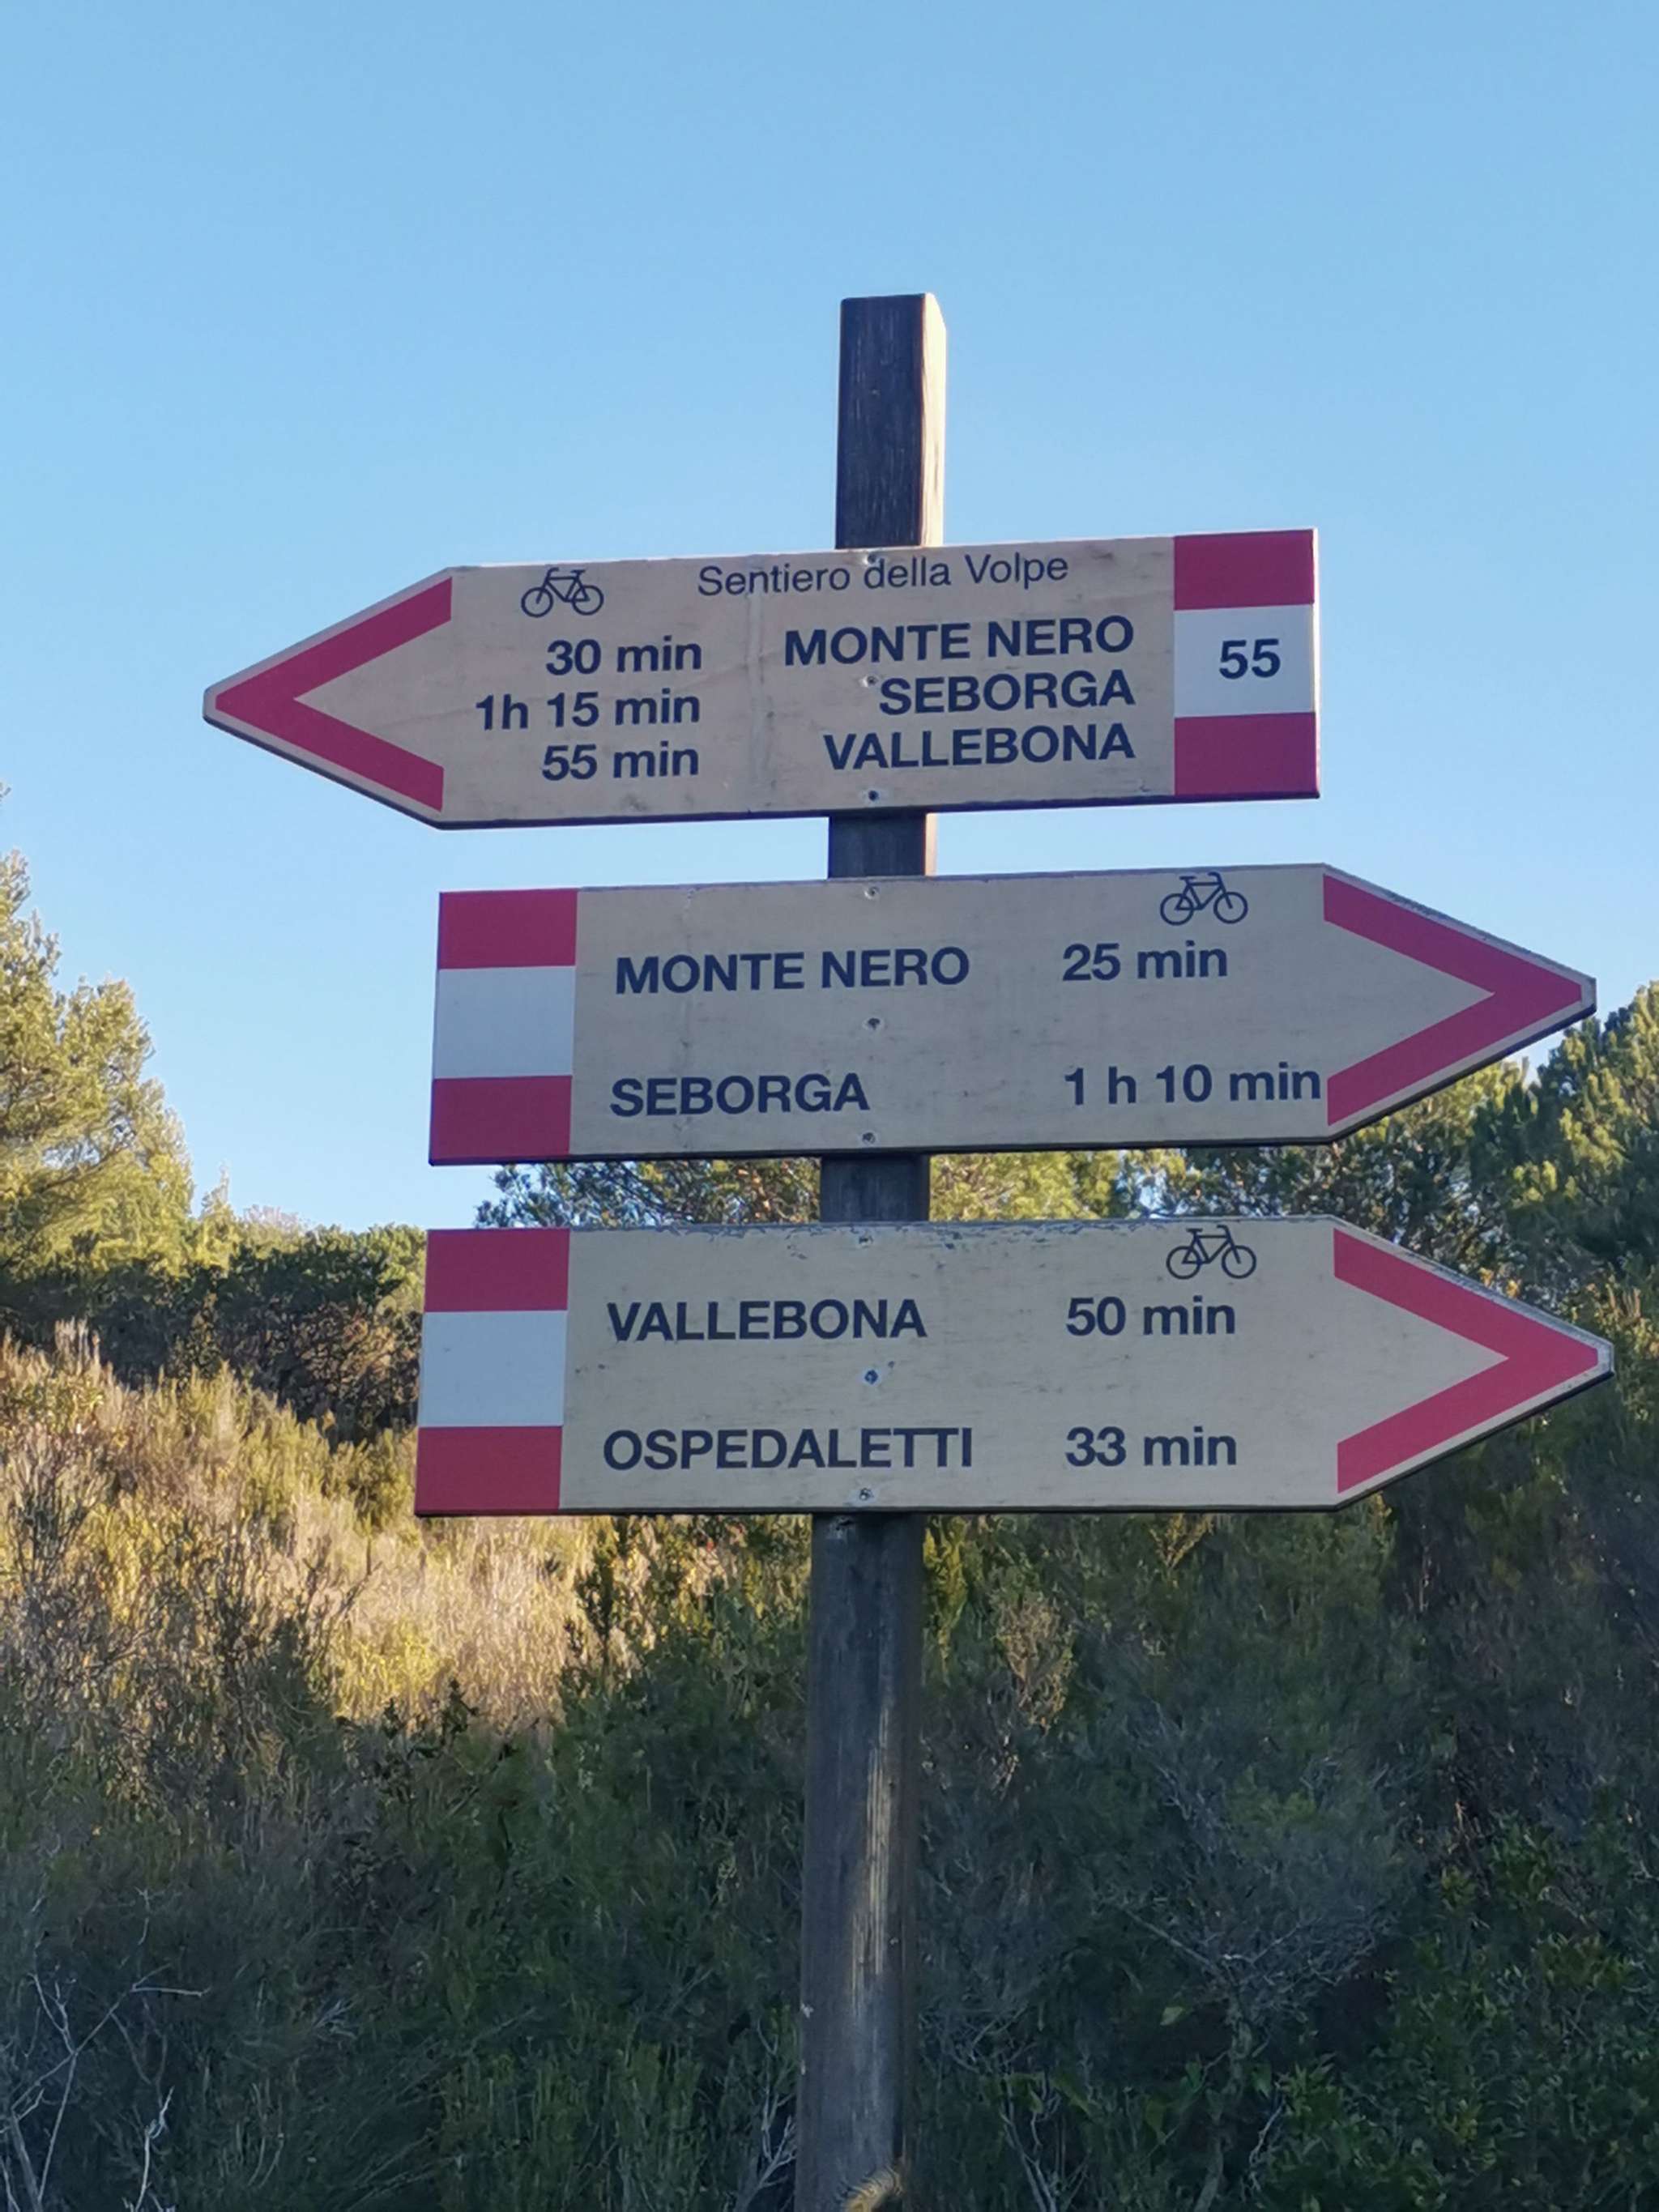 Sentiero della Volpe
30 min MONTE NERO
1h 15 min SEBORGA
55 min VALLEBONA
55
MONTE NERO 25 min
SEBORGA 1 h 10 min
VALLEBONA 50 min
OSPEDALETTI 33 min